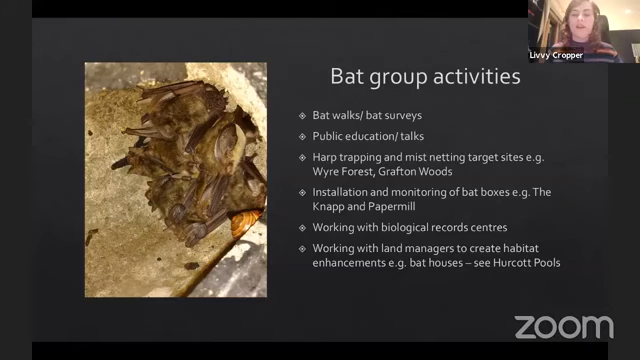 Livvy Cropper
Bat group activities
Bat walks/ bat surveys
Public education/ talks
Harp trapping and mist netting target sites e.g.
Wyre Forest, Grafton Woods
Installation and monitoring of bat boxes e.g. The
Knapp and Papermill
Working with biological records centres
Working with land managers to create habitat
enhancements e.g. bat houses – see Hurcott Pools
zoom